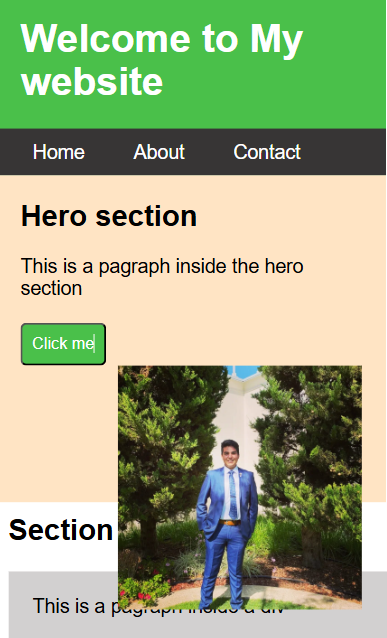 Welcome to My
website
Home About Contact
Hero section
This is a pagraph inside the hero
section
Click me
Section
This is a pagraph inside a div